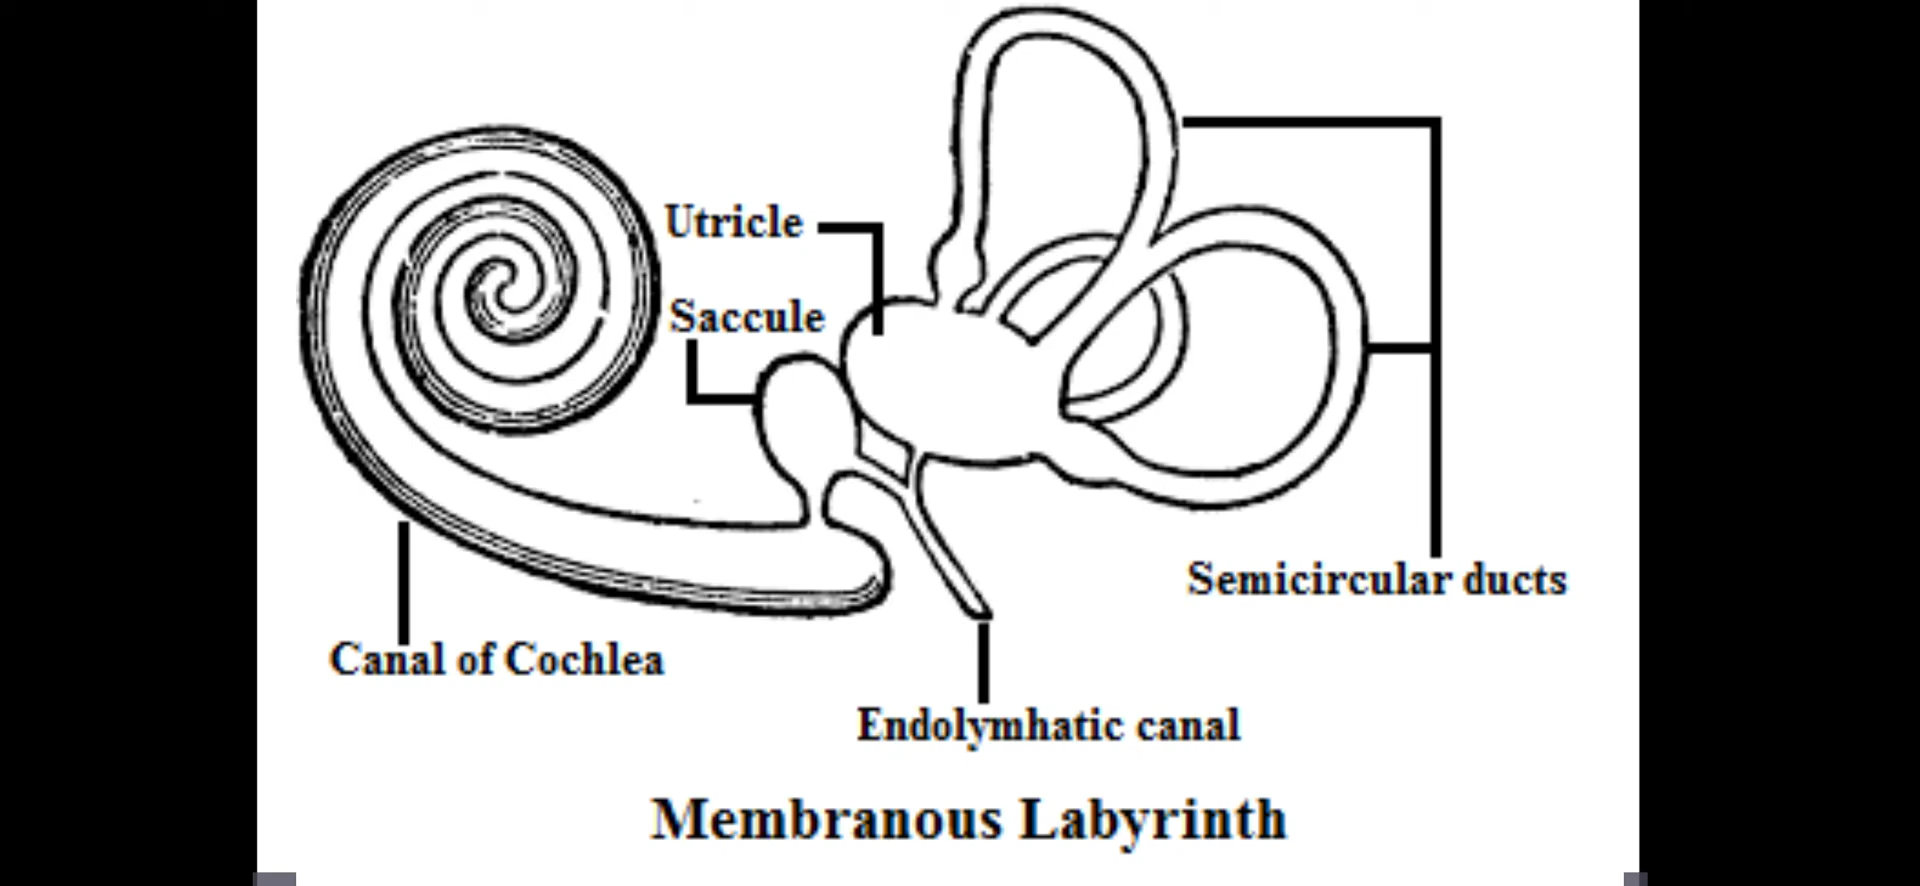 Utricle
Saccule
Semicircular ducts
Canal of Cochlea
Endolymhatic canal
Membranous Labyrinth